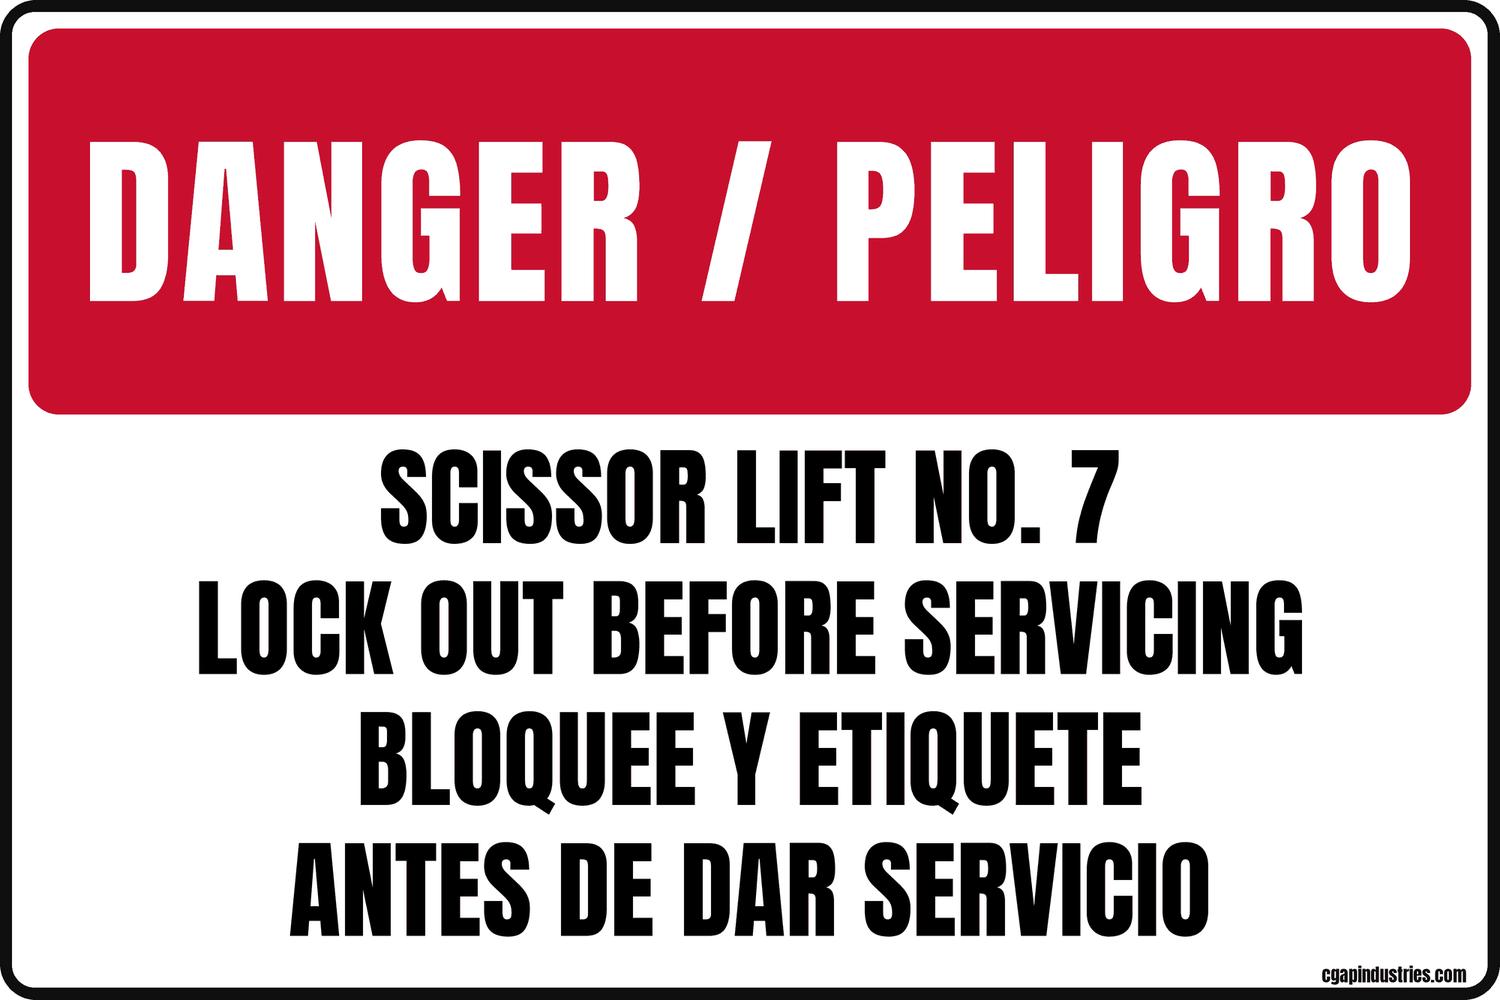 DANGER / PELIGRO
SCISSOR LIFT NO. 7
LOCK OUT BEFORE SERVICING
BLOQUEE Y ETIQUETE
ANTES DE DAR SERVICIO
cgapindustries.com